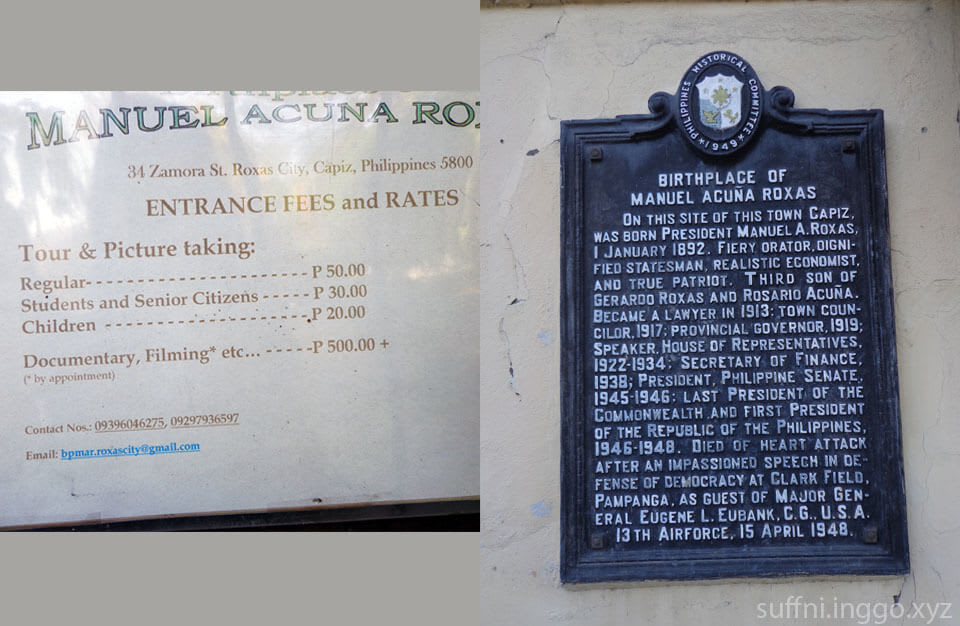 MANUEL ACUNA
34 Zamora St. Roxas City, Capiz, Philippines 5800
ENTRANCE FEES and RATES
Tour & Picture taking:
Regular- - - - - - - - - - - - - - - - - - - - - - - P 50.00
Students and Senior Citizens - - - - - - P 30.00
Children - - - - - - - - - - - - - - - - - - - - - P 20.00
Documentary, Filming* etc... - - - - -P 500.00 +
(* by appointment)
Contact Nos.: 09396046275, 09297936597
Email: bpmar.roxascity@gmail.com
PHILIPPINES HISTORICAL COMMITTEE
★ 1949 ★
BIRTHPLACE OF
MANUEL ACUÑA ROXAS
ON THIS SITE OF THIS TOWN CAPIZ,
WAS BORN PRESIDENT MANUEL A. ROXAS,
1 JANUARY 1892. FIERY ORATOR, DIGNI-
FIED STATESMAN, REALISTIC ECONOMIST,
AND TRUE PATRIOT. THIRD SON OF
GERARDO ROXAS AND ROSARIO ACUÑA.
BECAME A LAWYER IN 1913; TOWN COUN-
CILOR, 1917; PROVINCIAL GOVERNOR, 1919;
SPEAKER, HOUSE OF REPRESENTATIVES,
1922-1934; SECRETARY OF FINANCE,
1938; PRESIDENT, PHILIPPINE SENATE,
1945-1946; LAST PRESIDENT OF THE
COMMONWEALTH AND FIRST PRESIDENT
OF THE REPUBLIC OF THE PHILIPPINES,
1946-1948. DIED OF HEART ATTACK
AFTER AN IMPASSIONED SPEECH IN DE-
FENSE OF DEMOCRACY AT CLARK FIELD,
PAMPANGA, AS GUEST OF MAJOR GEN-
ERAL EUGENE L. EUBANK, C.G., U.S.A.
13TH AIRFORCE, 15 APRIL 1948.
suffni.inggo.xyz